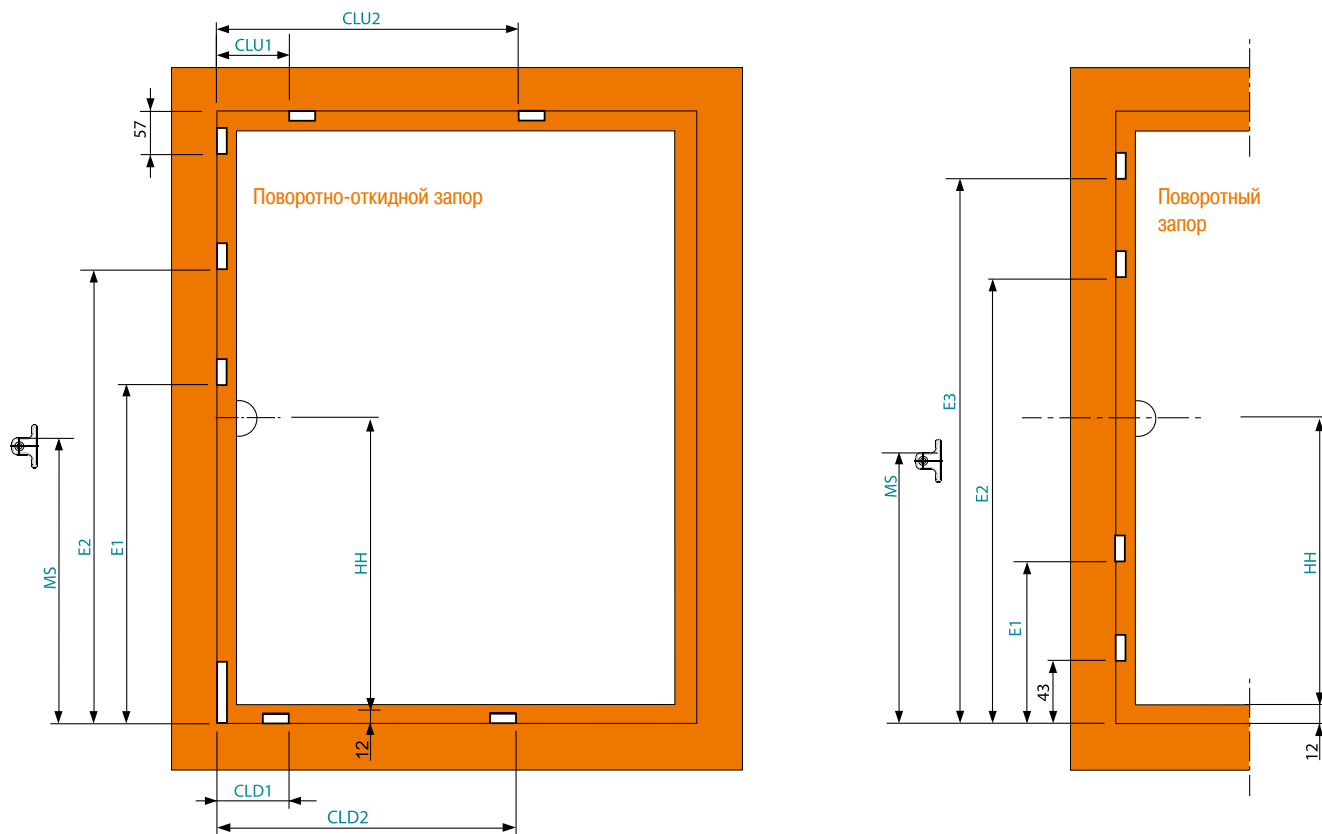 CLU2
CLU1
57
Поворотно-откидной запор
E2
E1
MS
HH
12
CLD1
CLD2
Поворотный
запор
E3
MS
E2
E1
43
HH
12